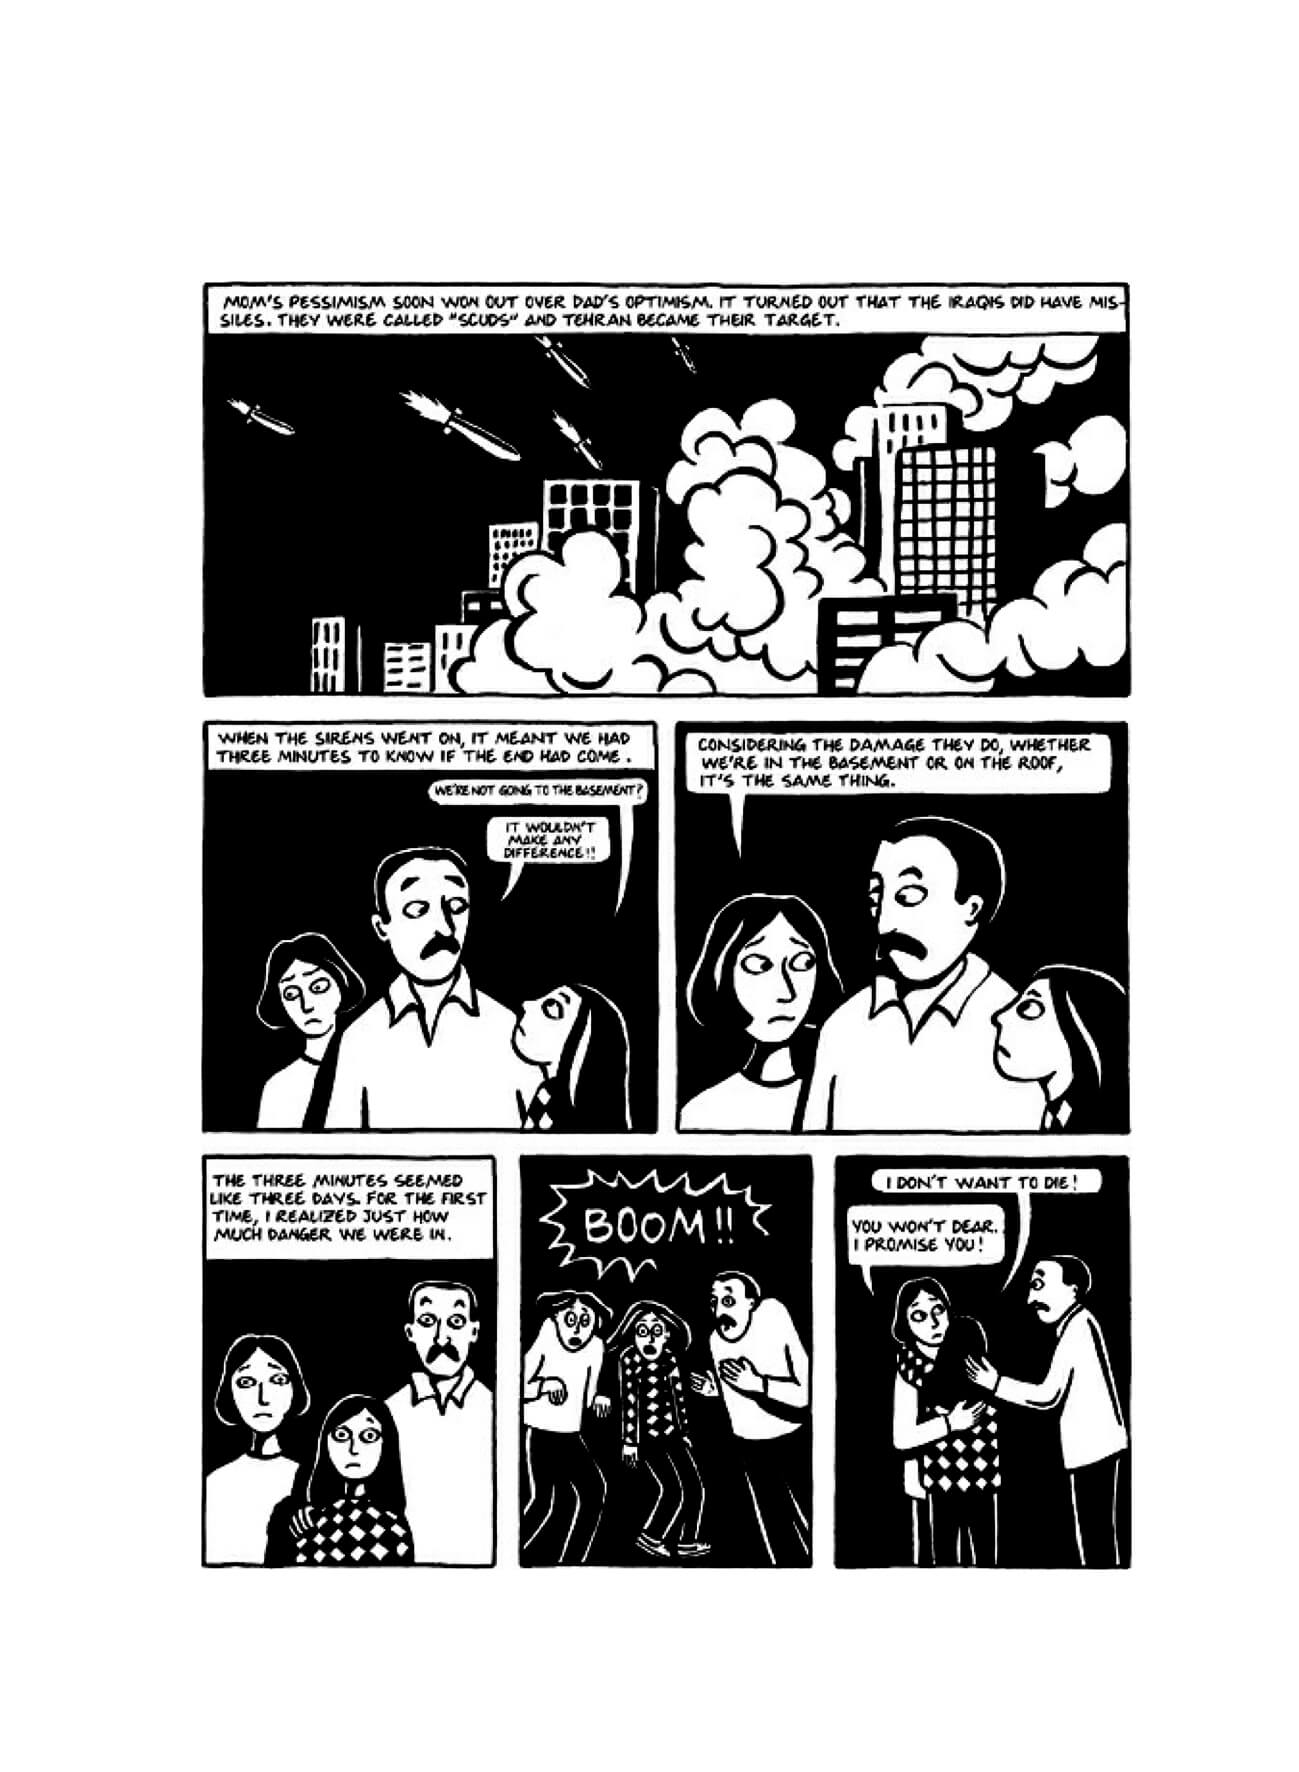 MOM'S PESSIMISM SOON WON OUT OVER DAD'S OPTIMISM. IT TURNED OUT THAT THE IRAQIS DID HAVE MIS-
SILES. THEY WERE CALLED "SCUDS" AND TEHRAN BECAME THEIR TARGET.
WHEN THE SIRENS WENT ON, IT MEANT WE HAD
THREE MINUTES TO KNOW IF THE END HAD COME.
WE'RE NOT GOING TO THE BASEMENT?
IT WOULDN'T
MAKE ANY
DIFFERENCE!!
CONSIDERING THE DAMAGE THEY DO, WHETHER
WE'RE IN THE BASEMENT OR ON THE ROOF,
IT'S THE SAME THING.
THE THREE MINUTES SEEMED
LIKE THREE DAYS. FOR THE FIRST
TIME, I REALIZED JUST HOW
MUCH DANGER WE WERE IN.
BOOM!!
I DON'T WANT TO DIE!
YOU WON'T DEAR.
I PROMISE YOU!